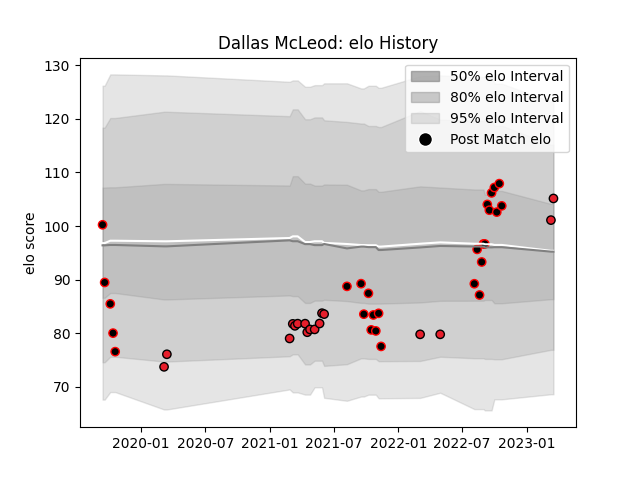 Dallas McLeod: elo History
130
120
110
100
90
80
70
elo score
50% elo Interval
80% elo Interval
95% elo Interval
Post Match elo
2020-01 2020-07 2021-01 2021-07 2022-01 2022-07 2023-01